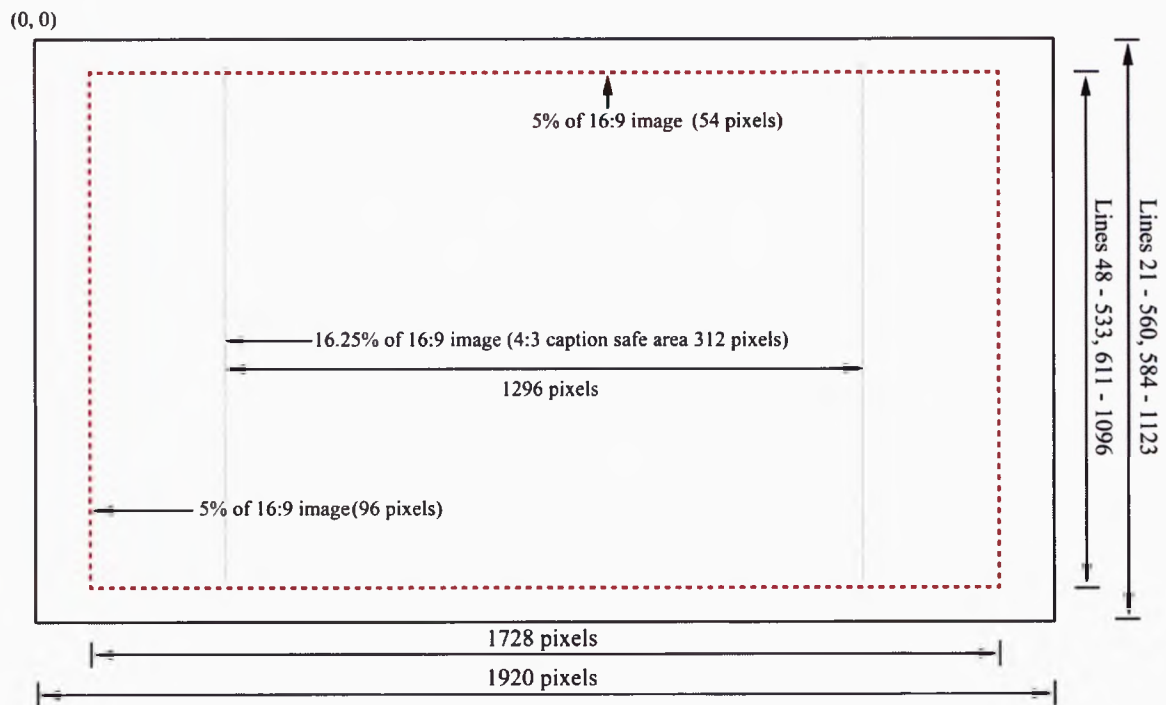 (0, 0)
5% of 16:9 image (54 pixels)
16.25% of 16:9 image (4:3 caption safe area 312 pixels)
1296 pixels
5% of 16:9 image(96 pixels)
Lines 48 - 533, 611 - 1096
Lines 21 - 560, 584 - 1123
1728 pixels
1920 pixels